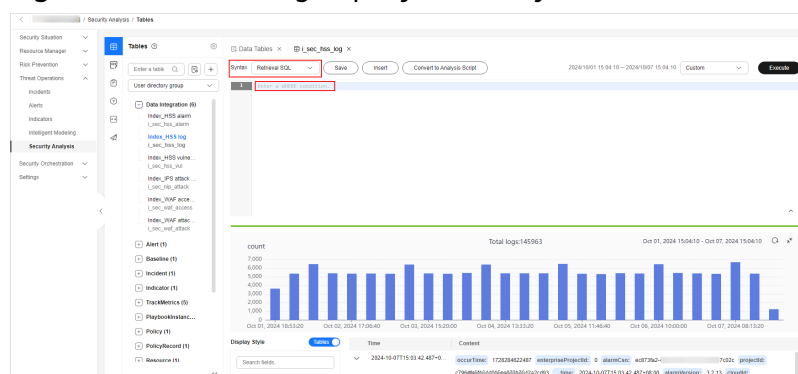 / Security Analysis / Tables
Security Situation
Resource Manager
Risk Prevention
Threat Operations
Incidents
Alerts
Indicators
Intelligent Modeling
Security Analysis
Security Orchestration
Settings
Tables
Enter a table
User directory group
Data Integration (6)
Index_HSS alarm
i_sec_hss_alarm
Index_HSS log
i_sec_hss_log
Index_HSS vulne...
i_sec_hss_vul
Index_IPS attack ...
i_sec_nip_attack
Index_WAF acce...
i_sec_waf_access
Index_WAF attac...
i_sec_waf_attack
Alert (1)
Baseline (1)
Incident (1)
Indicator (1)
TrackMetrics (5)
PlaybookInstanc...
Policy (1)
PolicyRecord (1)
Resource (1)
Data Tables × i_sec_hss_log ×
Syntax Retrieval SQL Save Insert Convert to Analysis Script 2024/10/01 15:04:10 -- 2024/10/07 15:04:10 Custom Execute
1 Enter a WHERE condition.
count Total logs:145963 Oct 01, 2024 15:04:10 - Oct 07, 2024 15:04:10
7,000
6,000
5,000
4,000
3,000
2,000
1,000
0
Oct 01, 2024 18:53:20 Oct 02, 2024 17:06:40 Oct 03, 2024 15:20:00 Oct 04, 2024 13:33:20 Oct 05, 2024 11:46:40 Oct 06, 2024 10:00:00 Oct 07, 2024 08:13:20
Display Style Tables Time Content
Search fields.
2024-10-07T15:03:42.487+0... occurTime: 1728284622487 enterpriseProjectId: 0 alarmCsn: ec873fe2- 7c02c projectId:
time: 2024-10-07T15:03:42.487+08:00 alarmVersion: 3.2.13 cloudId: